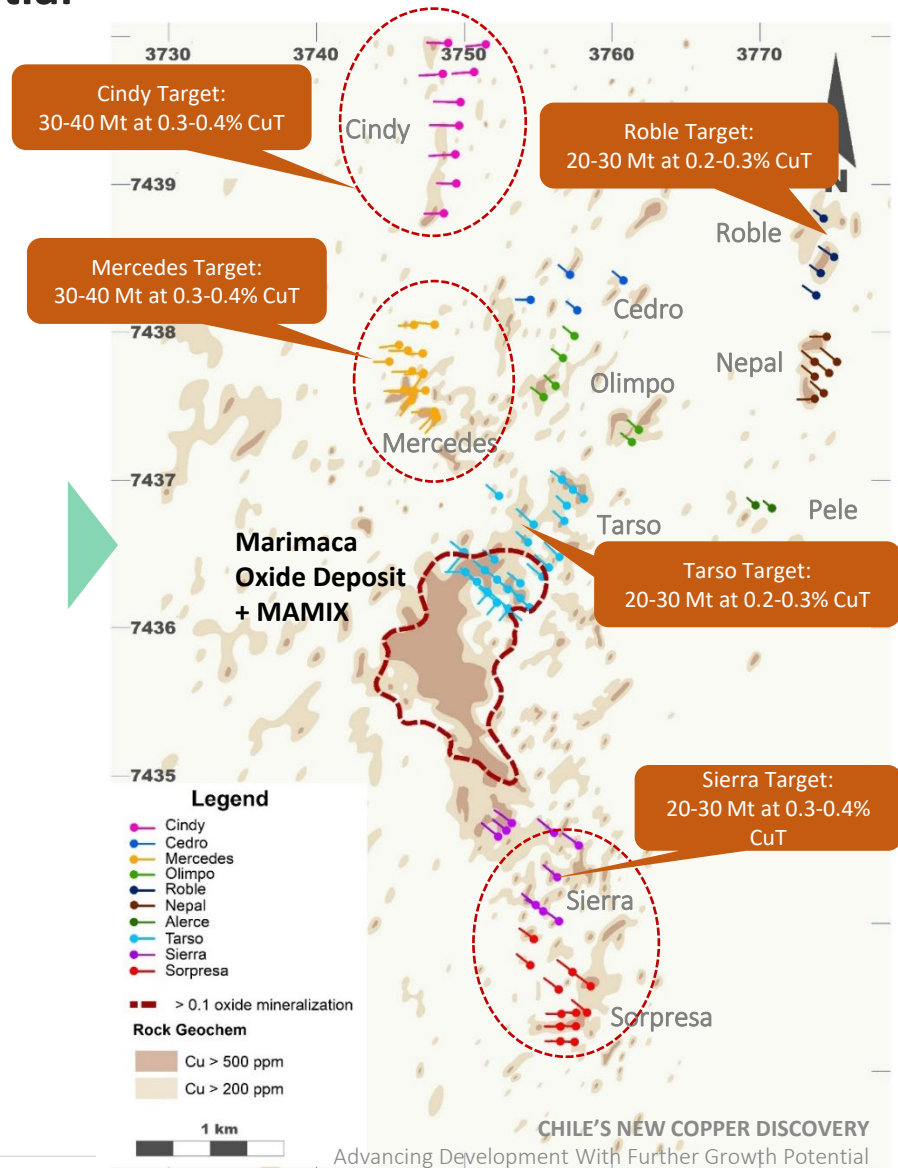 3730 3740 3750 3760 3770
Cindy Target:
30-40 Mt at 0.3-0.4% CuT
Cindy
Roble Target:
20-30 Mt at 0.2-0.3% CuT
N
7439
Roble
Mercedes Target:
30-40 Mt at 0.3-0.4% CuT
Cedro
7438
Nepal
Olimpo
Mercedes
7437
Pele
Tarso
Marimaca
Oxide Deposit
+ MAMIX
Tarso Target:
20-30 Mt at 0.2-0.3% CuT
7436
7435
Sierra Target:
20-30 Mt at 0.3-0.4%
CuT
Legend
Cindy
Cedro
Mercedes
Olimpo
Roble
Nepal
Alerce
Tarso
Sierra
Sorpresa
> 0.1 oxide mineralization
Rock Geochem
Cu > 500 ppm
Cu > 200 ppm
1 km
Sierra
Sorpresa
CHILE'S NEW COPPER DISCOVERY
Advancing Development With Further Growth Potential